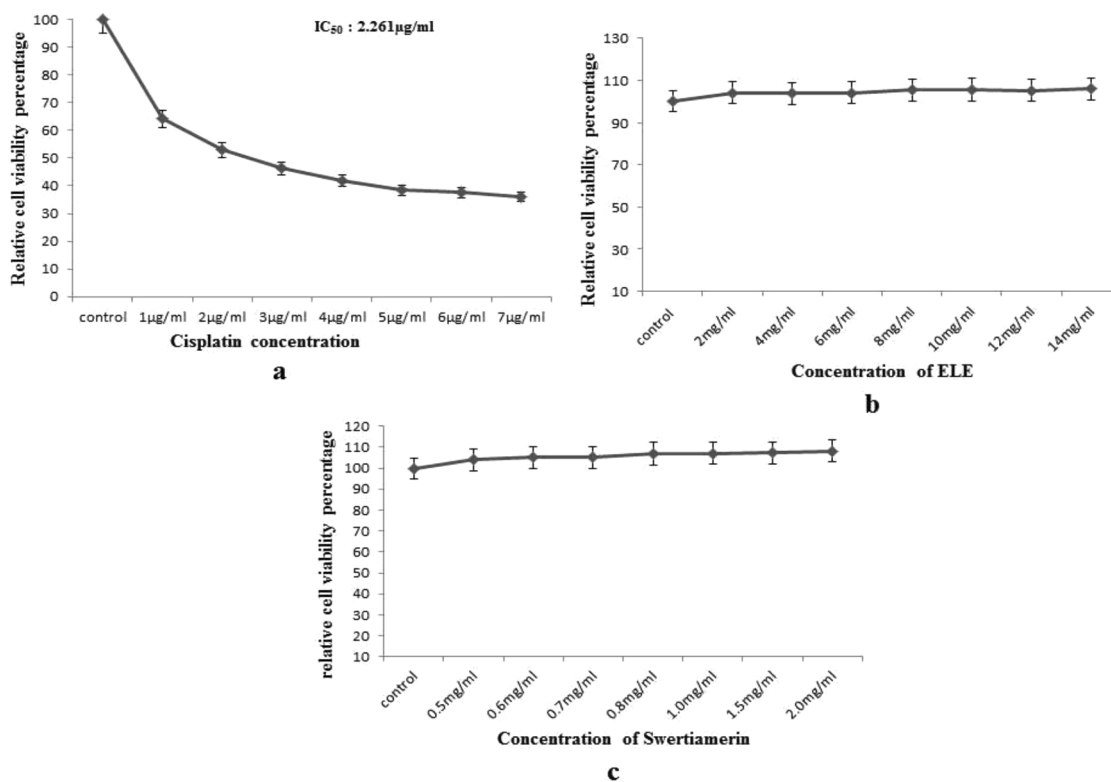 IC50 : 2.261µg/ml
Relative cell viability percentage
100
90
80
70
60
50
40
30
20
10
0
control 1µg/ml 2µg/ml 3µg/ml 4µg/ml 5µg/ml 6µg/ml 7µg/ml
Cisplatin concentration
a
Relative cell viability percentage
130
110
90
70
50
30
10
control 2mg/ml 4mg/ml 6mg/ml 8mg/ml 10mg/ml 12mg/ml 14mg/ml
Concentration of ELE
b
relative cell viability percentage
120
110
100
90
80
70
60
50
40
30
20
10
control 0.5mg/ml 0.6mg/ml 0.7mg/ml 0.8mg/ml 1.0mg/ml 1.5mg/ml 2.0mg/ml
Concentration of Swertiamerin
c